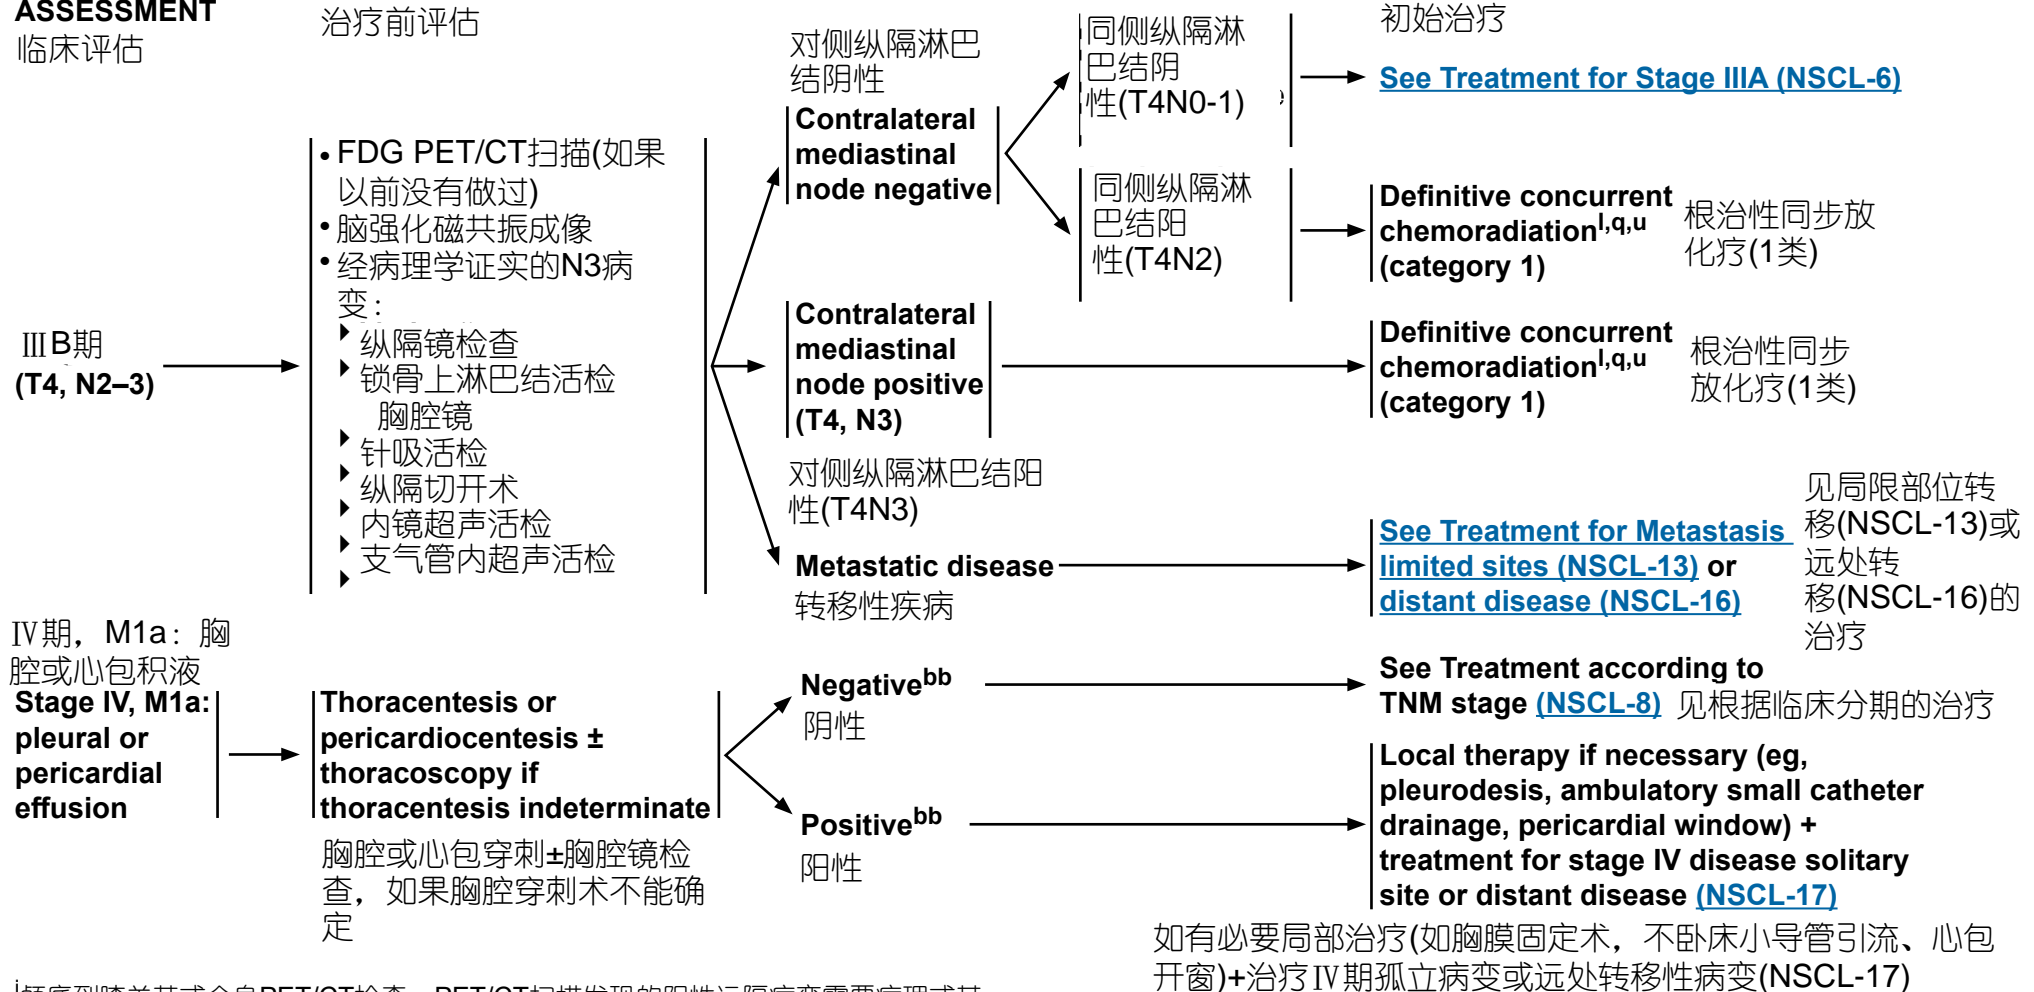 ASSESSMENT
临床评估
治疗前评估
初始治疗
ⅢB期
(T4, N2–3)
• FDG PET/CT扫描(如果
以前没有做过)
• 脑强化磁共振成像
• 经病理学证实的N3病
变：
纵隔镜检查
锁骨上淋巴结活检
胸腔镜
针吸活检
纵隔切开术
内镜超声活检
支气管内超声活检
对侧纵隔淋巴
结阴性
Contralateral
mediastinal
node negative
同侧纵隔淋
巴结阴
性(T4N0-1)
See Treatment for Stage IIIA (NSCL-6)
同侧纵隔淋
巴结阳
性(T4N2)
Definitive concurrent
chemoradiationl,q,u
(category 1)
根治性同步放
化疗(1类)
Contralateral
mediastinal
node positive
(T4, N3)
对侧纵隔淋巴结阳
性(T4N3)
Definitive concurrent
chemoradiationl,q,u
(category 1)
根治性同步
放化疗(1类)
Metastatic disease
转移性疾病
See Treatment for Metastasis
limited sites (NSCL-13) or
distant disease (NSCL-16)
见局限部位转
移(NSCL-13)或
远处转
移(NSCL-16)的
治疗
Ⅳ期，M1a：胸
腔或心包积液
Stage IV, M1a:
pleural or
pericardial
effusion
Thoracentesis or
pericardiocentesis ±
thoracoscopy if
thoracentesis indeterminate
胸腔或心包穿刺±胸腔镜检
查，如果胸腔穿刺术不能确
定
Negativebb
阴性
See Treatment according to
TNM stage (NSCL-8) 见根据临床分期的治疗
Positivebb
阳性
Local therapy if necessary (eg,
pleurodesis, ambulatory small catheter
drainage, pericardial window) +
treatment for stage IV disease solitary
site or distant disease (NSCL-17)
如有必要局部治疗(如胸膜固定术，不卧床小导管引流、心包
开窗)+治疗Ⅳ期孤立病变或远处转移性病变(NSCL-17)